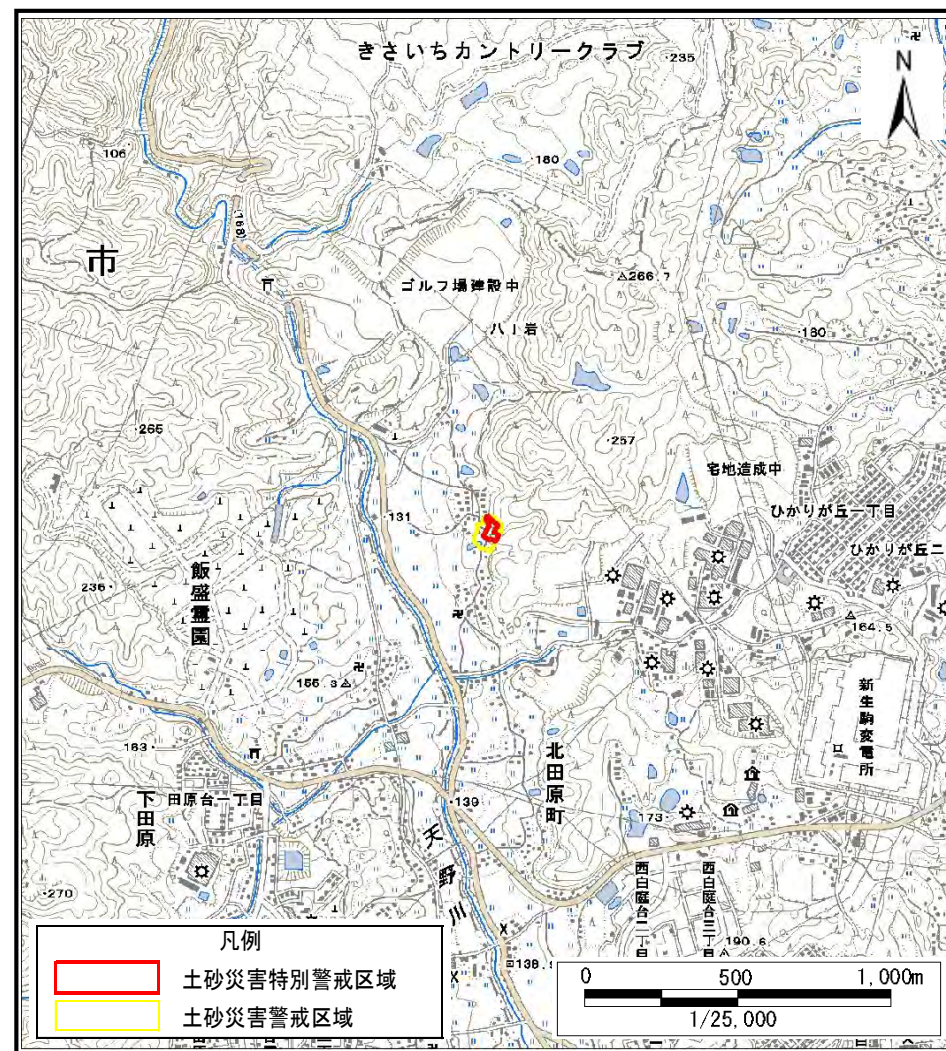 きさいちカントリークラブ
・235
N
106・
・180
(168)
市
△266.7
ゴルフ場建設中
八丁岩
・180
・265
・257
宅地造成中
ひかりが丘一丁目
・131
ひかりが丘二
飯盛霊園
236・
△164.5
新生駒変電所
163
北田原町
下田原
田原台一丁目
・139
173・
天野川
・270
西白庭台二丁目
西白庭台三丁目
190.6
凡例
土砂災害特別警戒区域
土砂災害警戒区域
0 500 1,000m
1/25,000